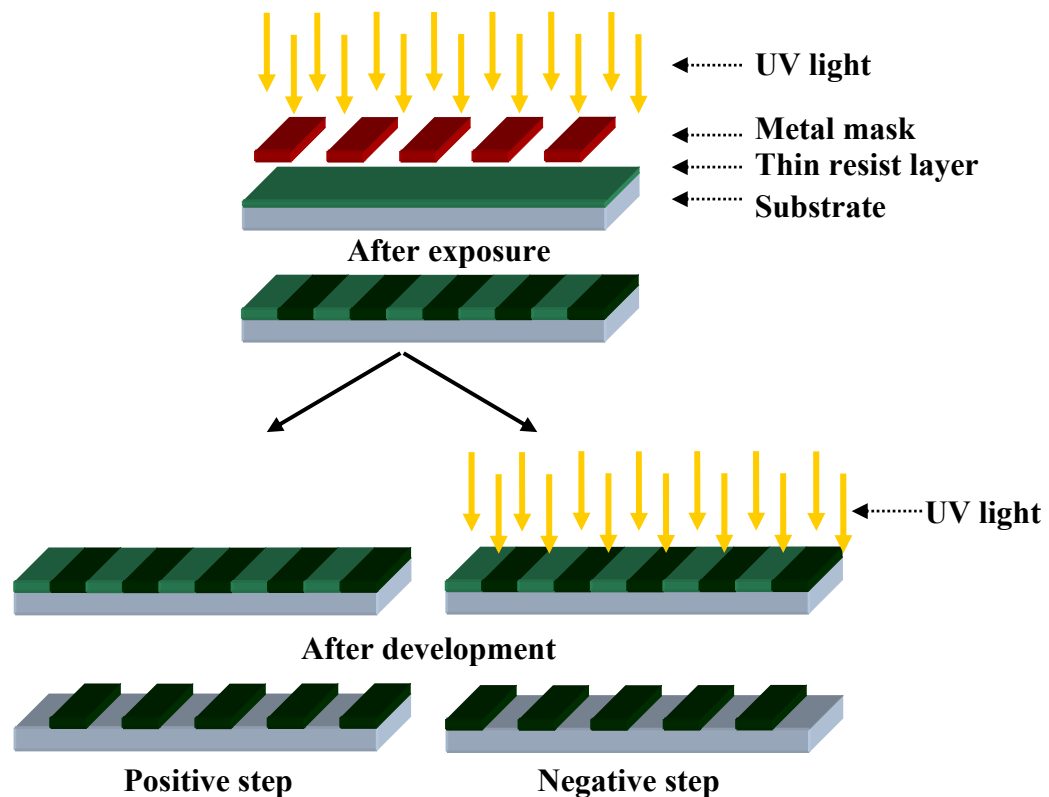 UV light
Metal mask
Thin resist layer
Substrate
After exposure
UV light
After development
Positive step
Negative step